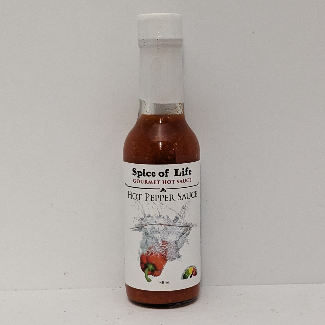 Spice of Life
GOURMET HOT SAUCE
HOT PEPPER SAUCE